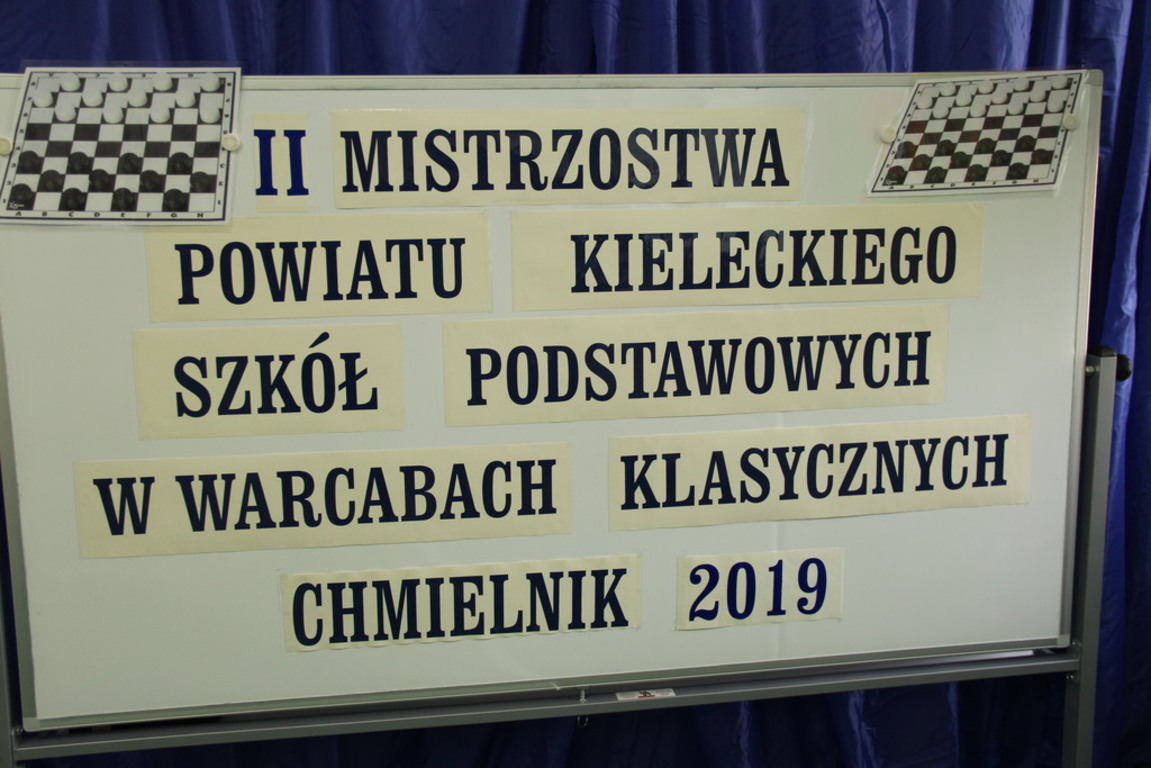 II MISTRZOSTWA
POWIATU KIELECKIEGO
SZKÓŁ PODSTAWOWYCH
W WARCABACH KLASYCZNYCH
CHMIELNIK 2019
A B C D E F G H